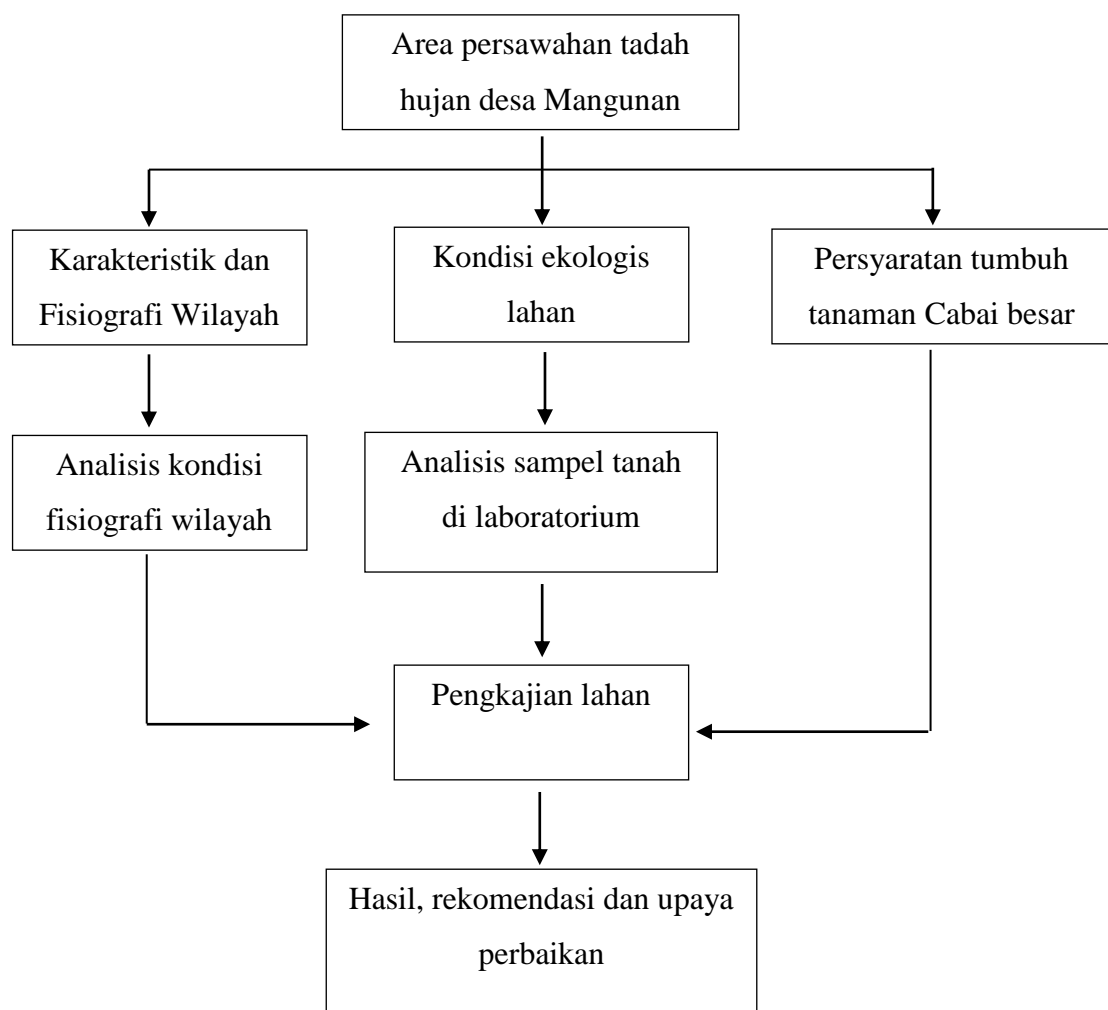 Area persawahan tadah
hujan desa Mangunan
Karakteristik dan
Fisiografi Wilayah
Kondisi ekologis
lahan
Persyaratan tumbuh
tanaman Cabai besar
Analisis kondisi
fisiografi wilayah
Analisis sampel tanah
di laboratorium
Pengkajian lahan
Hasil, rekomendasi dan upaya
perbaikan